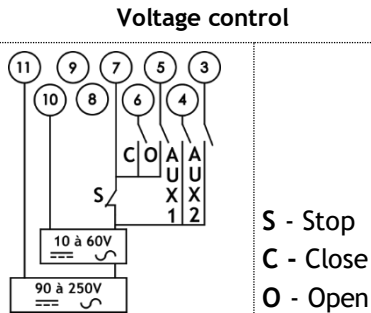 Voltage control
11 9 7 5 3
10 8 6 4
C O A A
U U
S X X
1 2
10 à 60V
90 à 250V
S - Stop
C - Close
O - Open